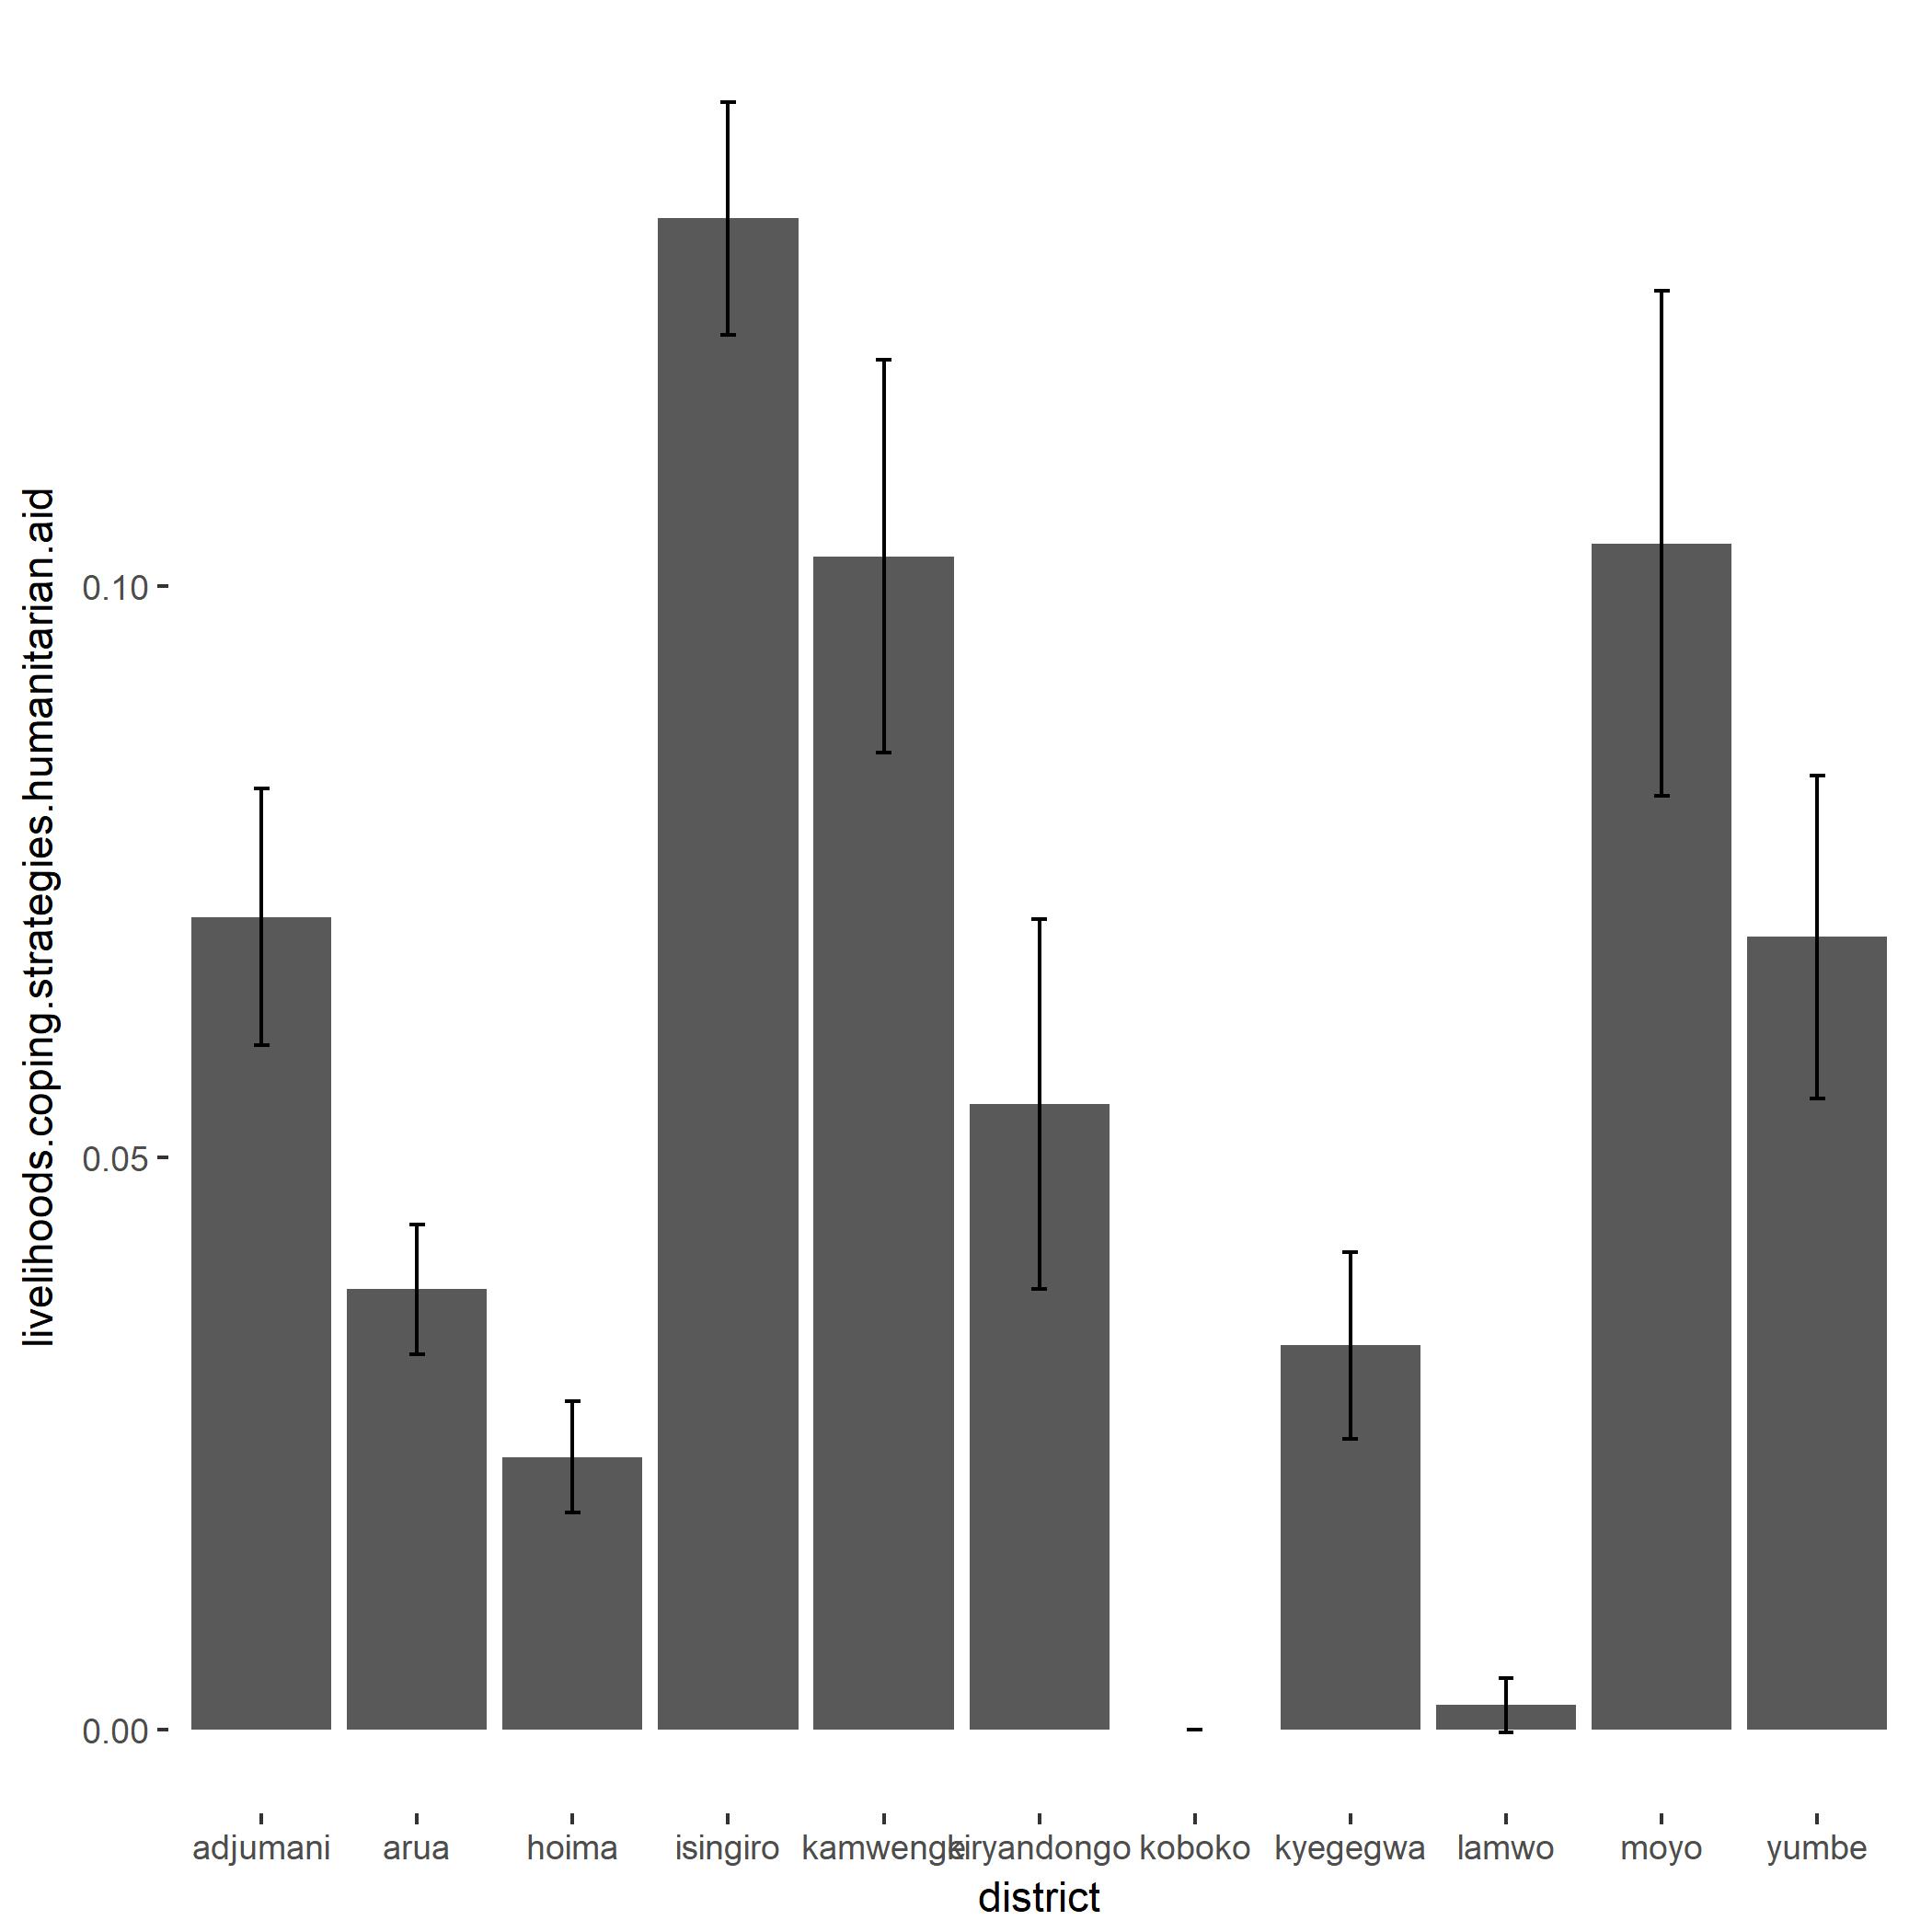 livelihoods.coping.strategies.humanitarian.aid
0.10
0.05
0.00
adjumani arua hoima isingiro kamwenge kiryandongo koboko kyegegwa lamwo moyo yumbe
district